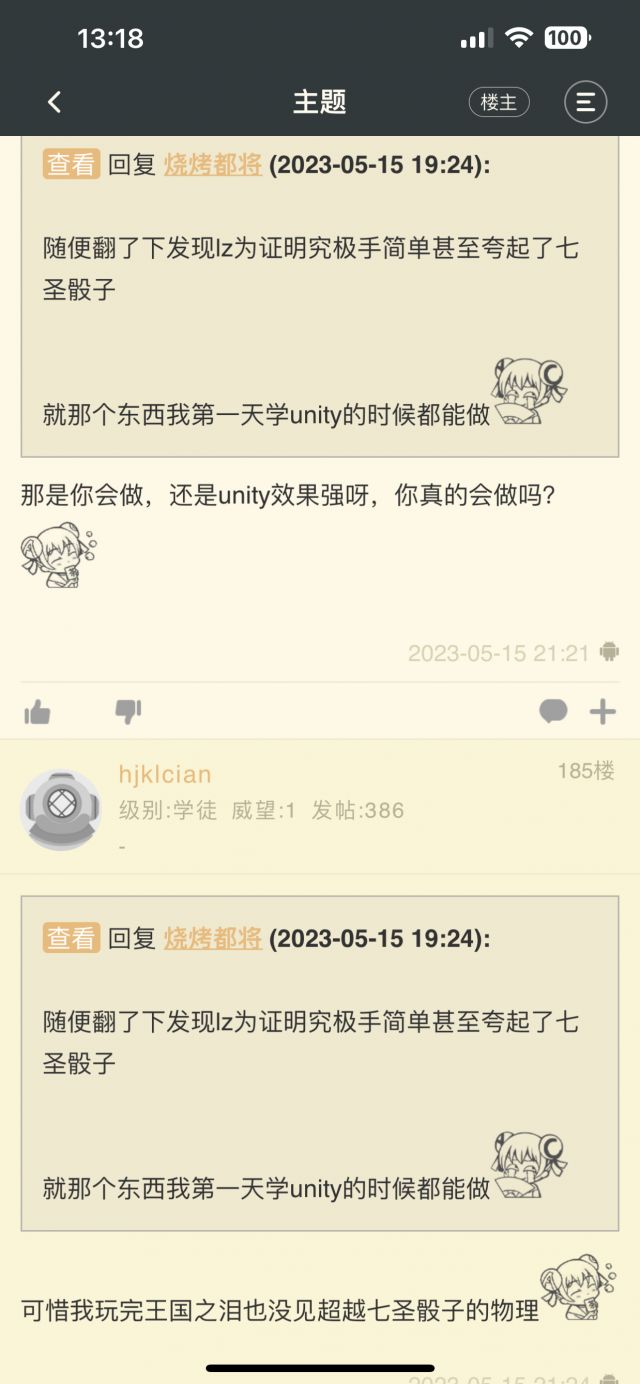 13:18
100
主题
楼主
查看 回复 烧烤都将 (2023-05-15 19:24):
随便翻了下发现lz为证明究极手简单甚至夸起了七
圣骰子
就那个东西我第一天学unity的时候都能做
那是你会做，还是unity效果强呀，你真的会做吗？
2023-05-15 21:21
hjklcian
185楼
级别:学徒 威望:1 发帖:386
-
查看 回复 烧烤都将 (2023-05-15 19:24):
随便翻了下发现lz为证明究极手简单甚至夸起了七
圣骰子
就那个东西我第一天学unity的时候都能做
可惜我玩完王国之泪也没见超越七圣骰子的物理